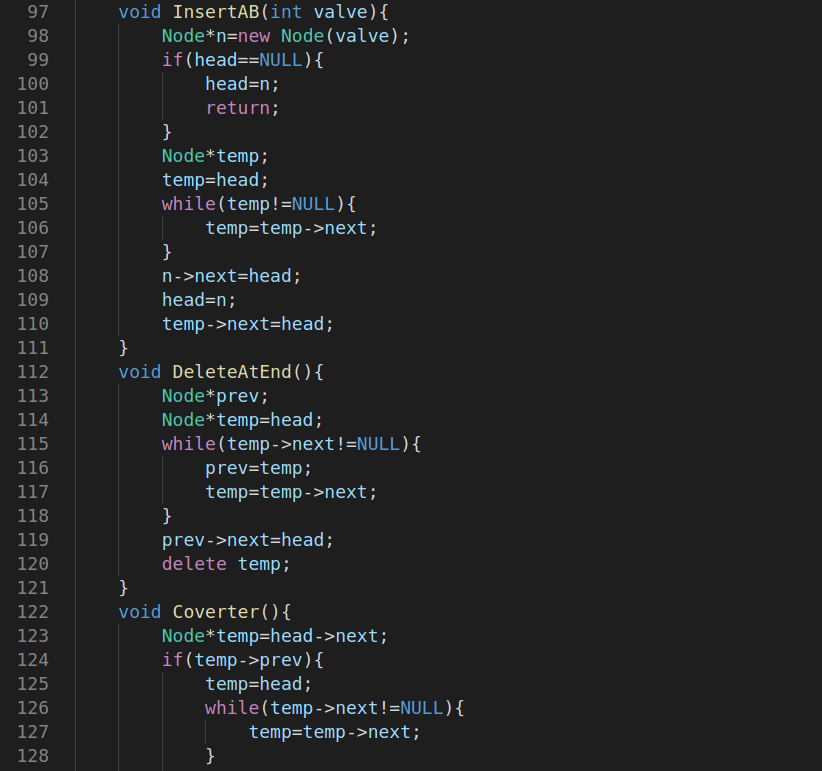 97 void InsertAB(int valve){
98 Node*n=new Node(valve);
99 if(head==NULL){
100 head=n;
101 return;
102 }
103 Node*temp;
104 temp=head;
105 while(temp!=NULL){
106 temp=temp->next;
107 }
108 n->next=head;
109 head=n;
110 temp->next=head;
111 }
112 void DeleteAtEnd(){
113 Node*prev;
114 Node*temp=head;
115 while(temp->next!=NULL){
116 prev=temp;
117 temp=temp->next;
118 }
119 prev->next=head;
120 delete temp;
121 }
122 void Coverter(){
123 Node*temp=head->next;
124 if(temp->prev){
125 temp=head;
126 while(temp->next!=NULL){
127 temp=temp->next;
128 }